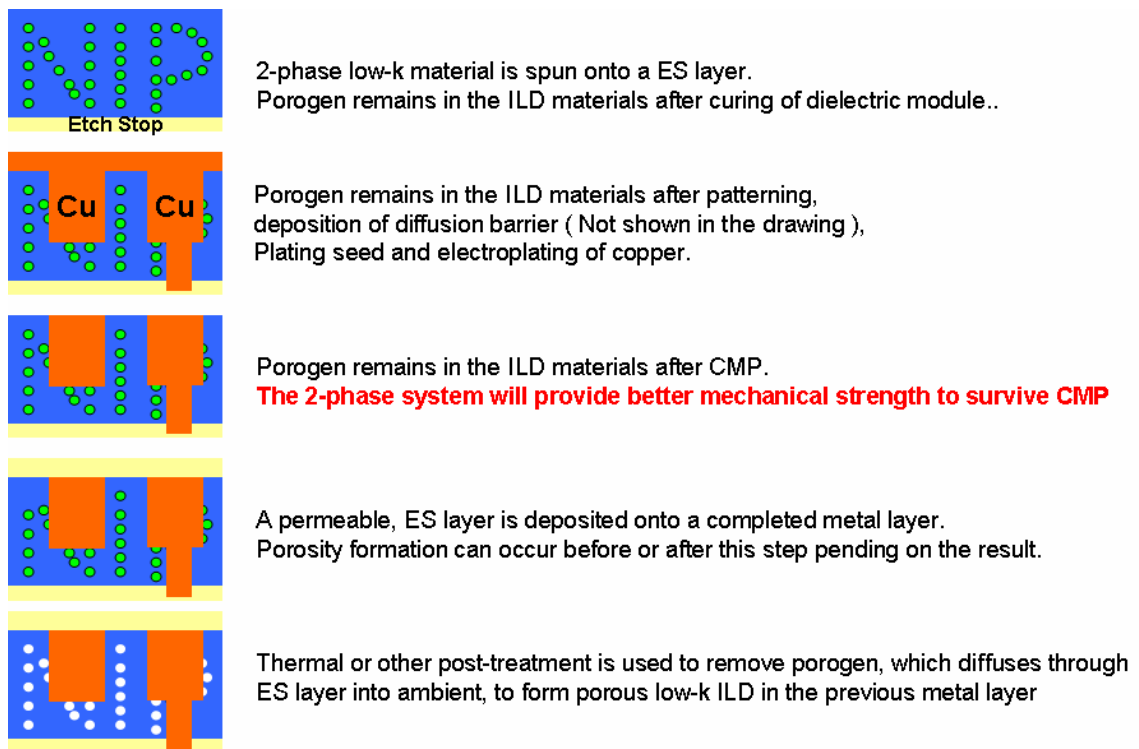 2-phase low-k material is spun onto a ES layer.
Porogen remains in the ILD materials after curing of dielectric module..
Etch Stop
Cu Cu
Porogen remains in the ILD materials after patterning,
deposition of diffusion barrier ( Not shown in the drawing ),
Plating seed and electroplating of copper.
Porogen remains in the ILD materials after CMP.
The 2-phase system will provide better mechanical strength to survive CMP
A permeable, ES layer is deposited onto a completed metal layer.
Porosity formation can occur before or after this step pending on the result.
Thermal or other post-treatment is used to remove porogen, which diffuses through
ES layer into ambient, to form porous low-k ILD in the previous metal layer